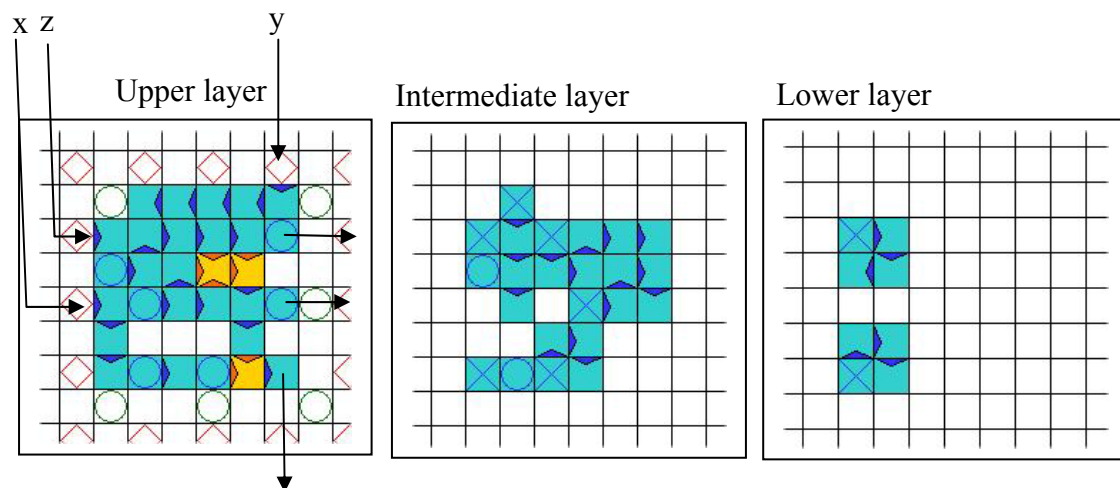 x z y
Upper layer
Intermediate layer
Lower layer